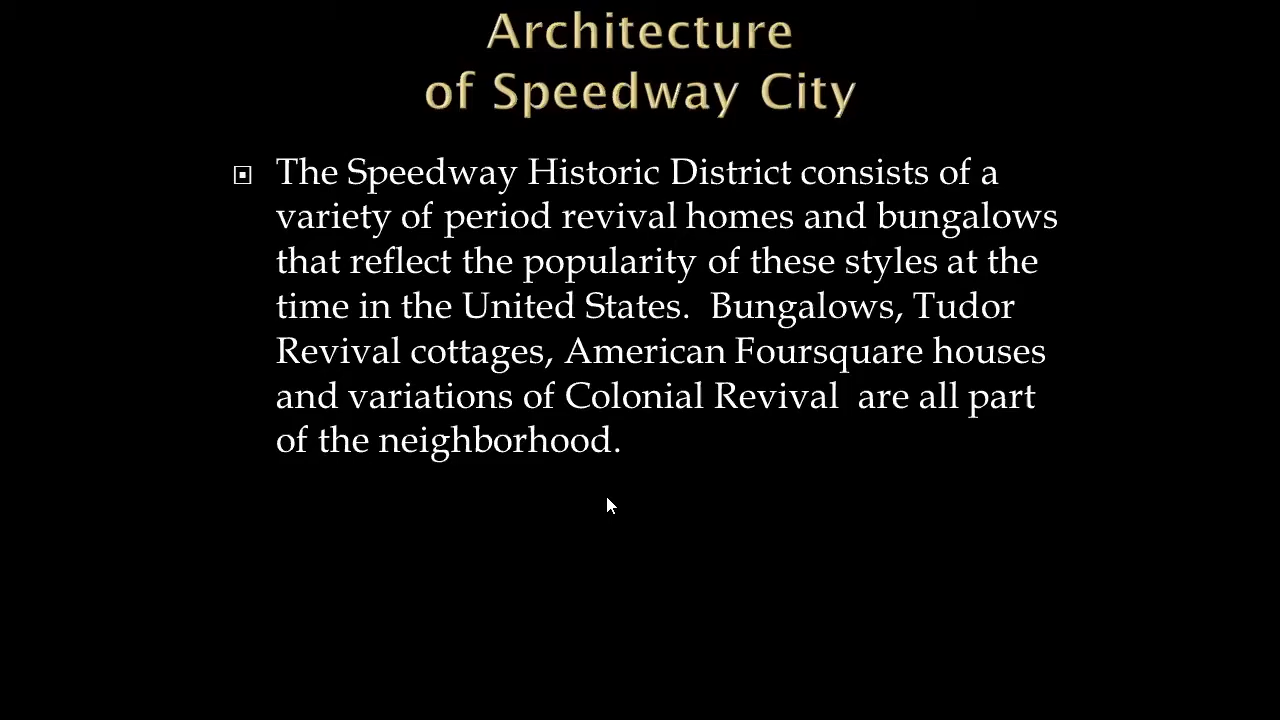 Architecture
of Speedway City
The Speedway Historic District consists of a
variety of period revival homes and bungalows
that reflect the popularity of these styles at the
time in the United States.  Bungalows, Tudor
Revival cottages, American Foursquare houses
and variations of Colonial Revival  are all part
of the neighborhood.